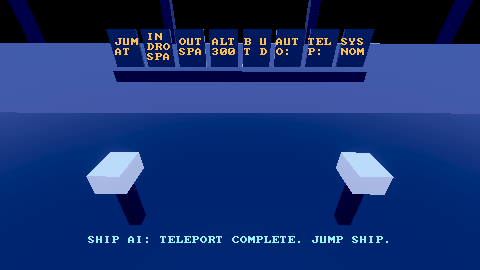 JUM
AT
IN
DRO
SPA
OUT
SPA
ALT
300
B U
T D
AUT
O:
TEL
P:
SYS
NOM
SHIP AI: TELEPORT COMPLETE. JUMP SHIP.